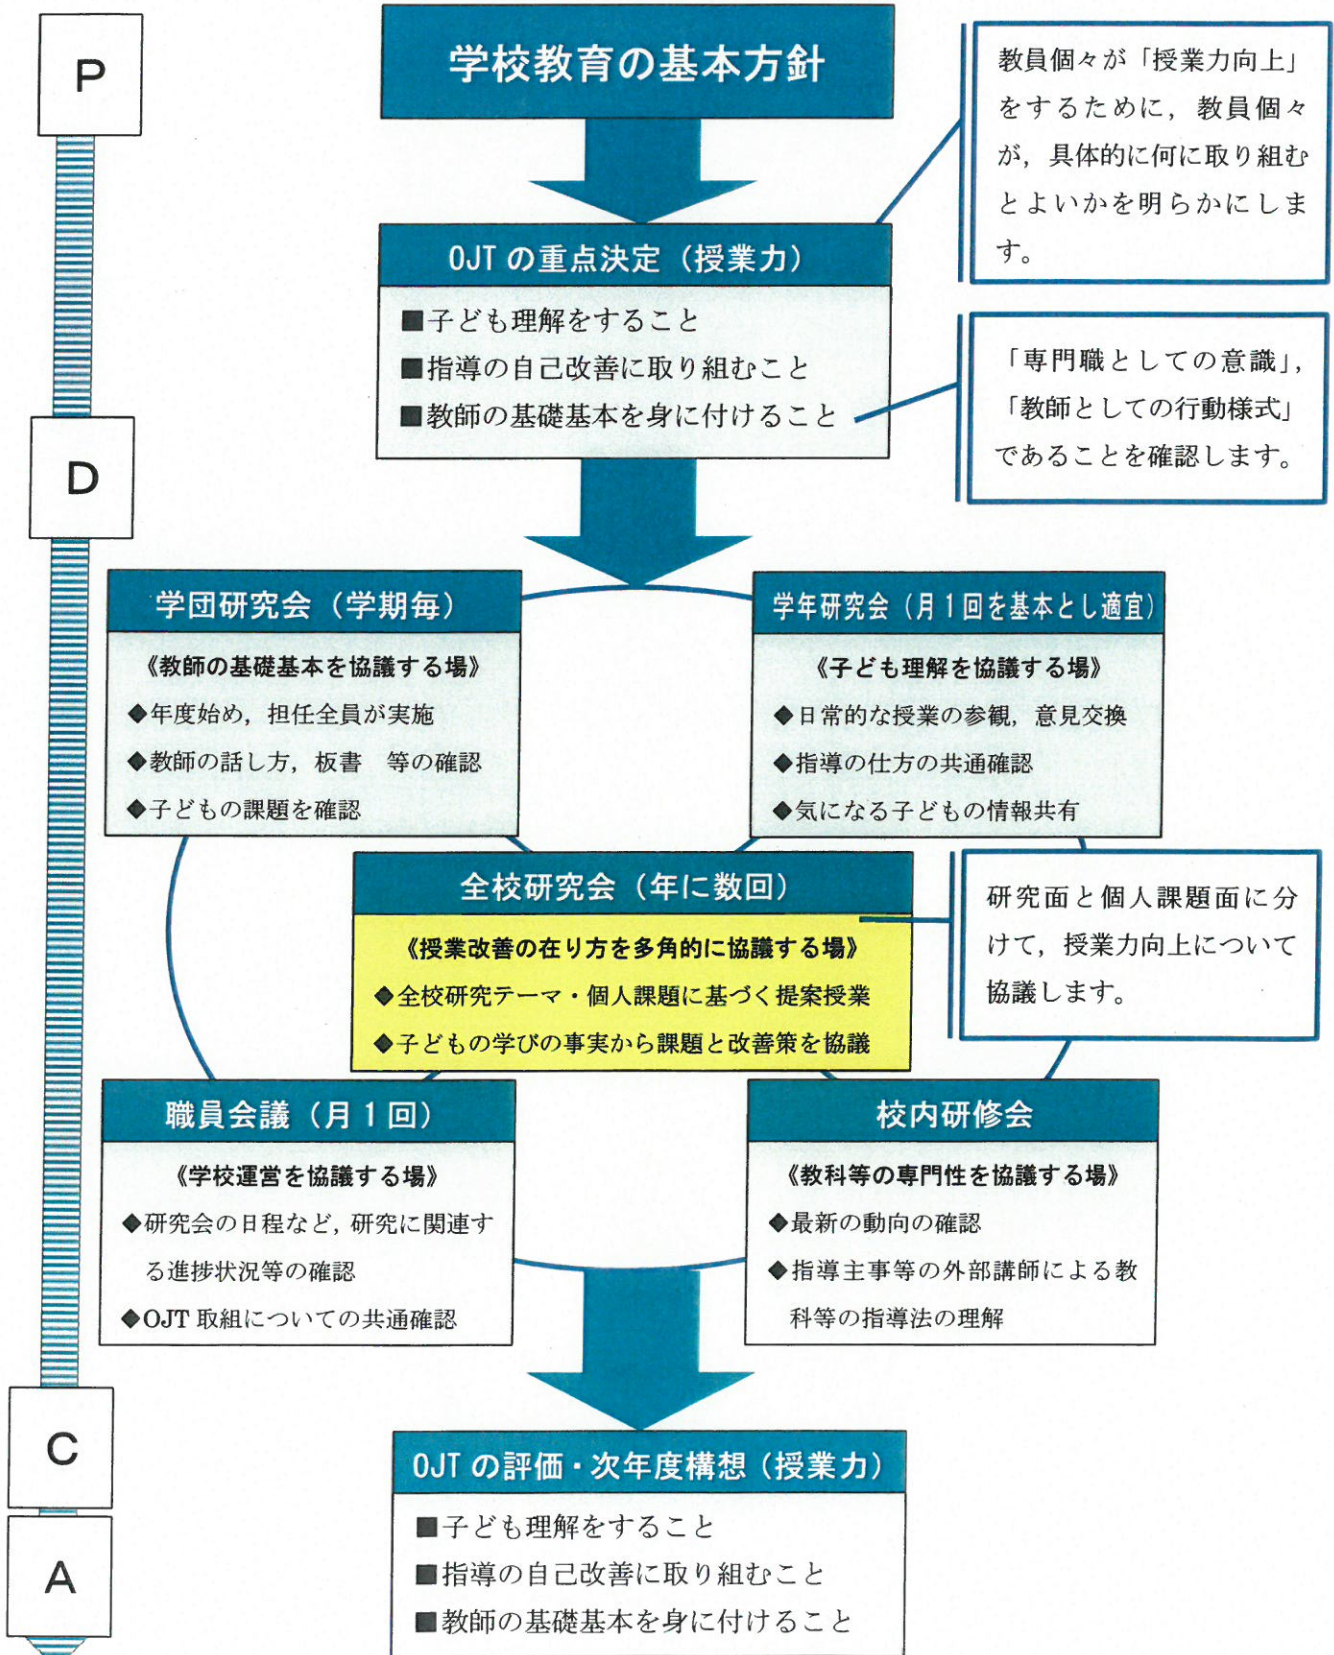 P
学校教育の基本方針
教員個々が「授業力向上」
をするために，教員個々
が，具体的に何に取り組む
とよいかを明らかにしま
す。
OJT の重点決定（授業力）
■子ども理解をすること
■指導の自己改善に取り組むこと
■教師の基礎基本を身に付けること
「専門職としての意識」，
「教師としての行動様式」
であることを確認します。
D
学団研究会（学期毎）
《教師の基礎基本を協議する場》
◆年度始め，担任全員が実施
◆教師の話し方，板書　等の確認
◆子どもの課題を確認
学年研究会（月１回を基本とし適宜）
《子ども理解を協議する場》
◆日常的な授業の参観，意見交換
◆指導の仕方の共通確認
◆気になる子どもの情報共有
全校研究会（年に数回）
《授業改善の在り方を多角的に協議する場》
◆全校研究テーマ・個人課題に基づく提案授業
◆子どもの学びの事実から課題と改善策を協議
研究面と個人課題面に分
けて，授業力向上について
協議します。
職員会議（月１回）
《学校運営を協議する場》
◆研究会の日程など，研究に関連す
る進捗状況等の確認
◆OJT 取組についての共通確認
校内研修会
《教科等の専門性を協議する場》
◆最新の動向の確認
◆指導主事等の外部講師による教
科等の指導法の理解
C
OJT の評価・次年度構想（授業力）
■子ども理解をすること
■指導の自己改善に取り組むこと
■教師の基礎基本を身に付けること
A